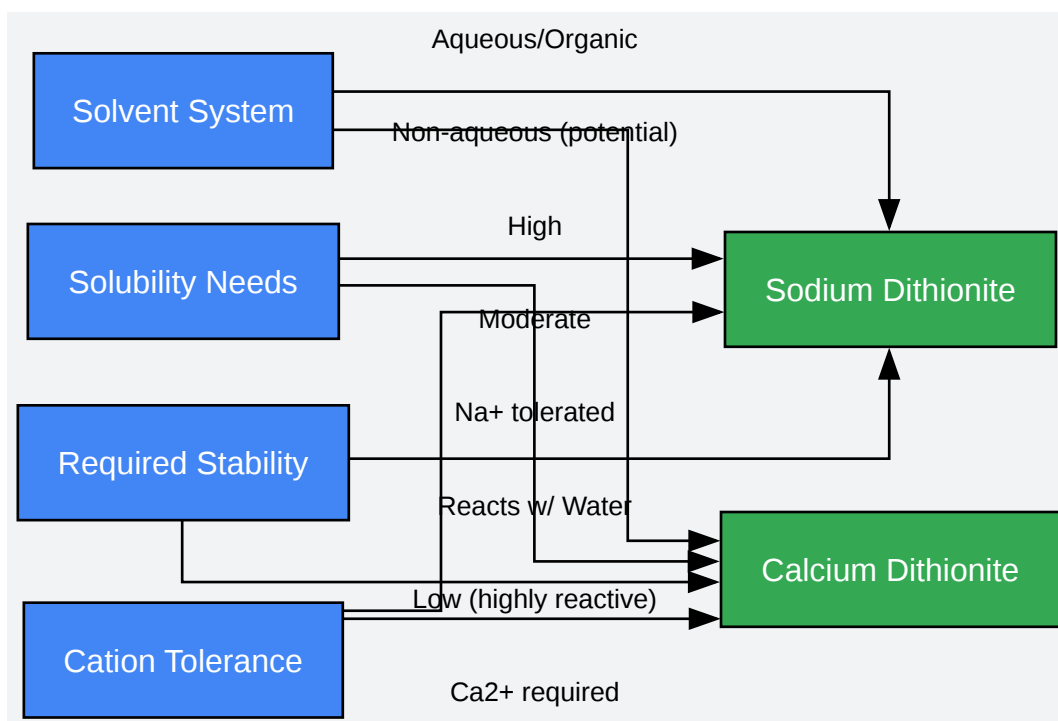 Aqueous/Organic
Solvent System
Non-aqueous (potential)
High
Solubility Needs
Sodium Dithionite
Moderate
Na+ tolerated
Required Stability
Reacts w/ Water
Calcium Dithionite
Low (highly reactive)
Cation Tolerance
Ca2+ required